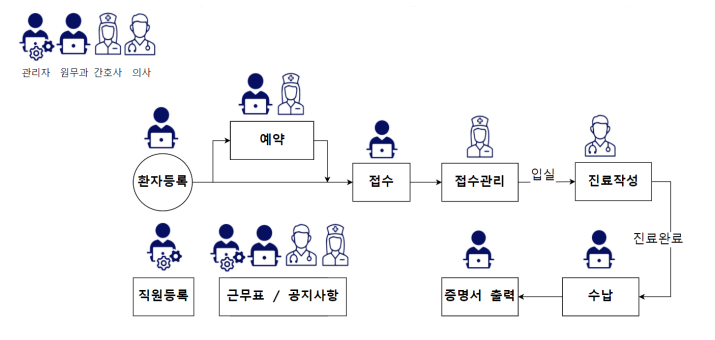 관리자 원무과 간호사 의사
예약
환자등록
접수
접수관리
입실
진료작성
진료완료
직원등록
근무표 / 공지사항
증명서 출력
수납